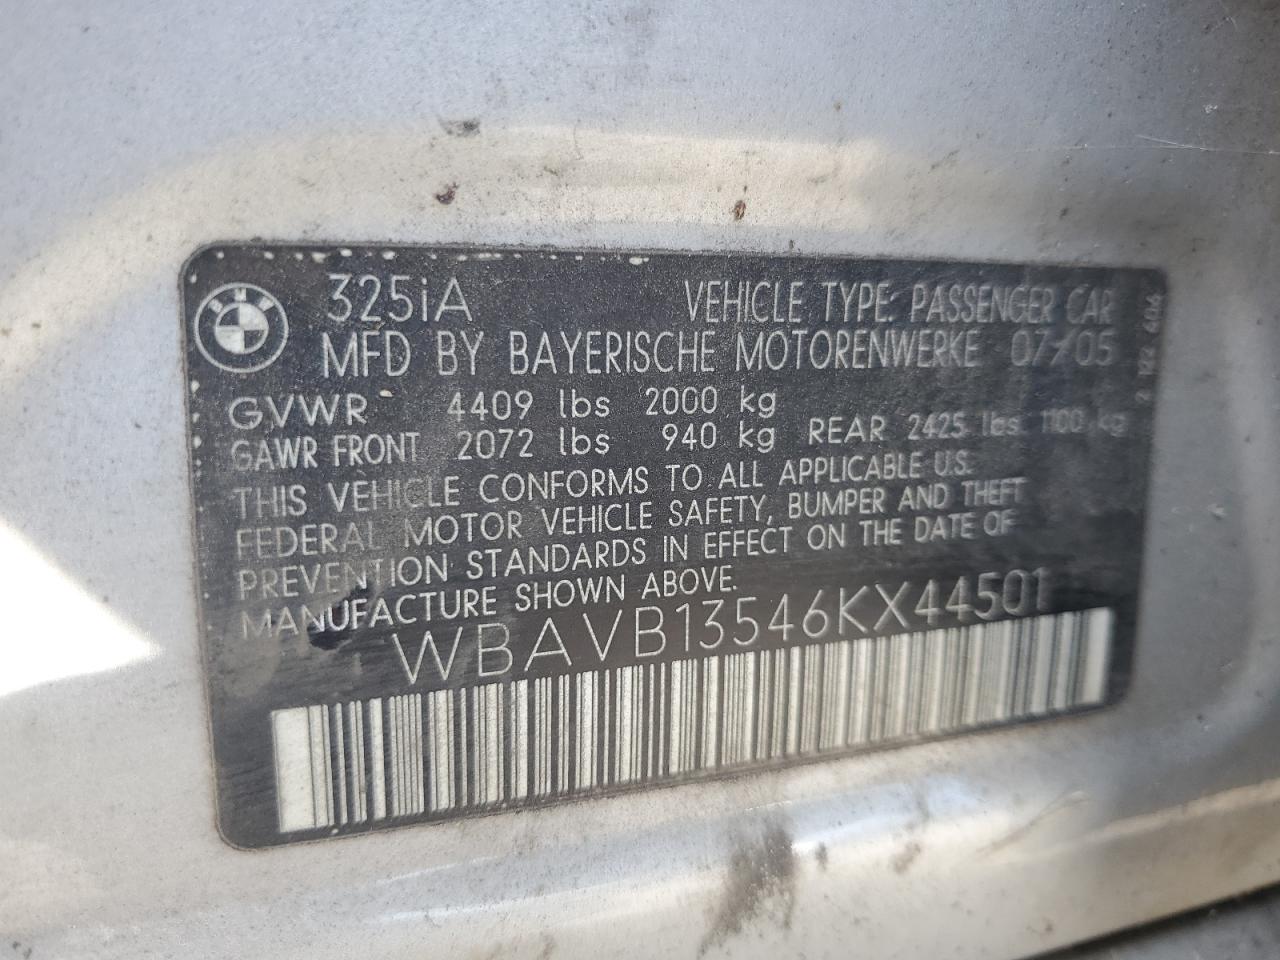 BMW
325iA VEHICLE TYPE: PASSENGER CAR
MFD BY BAYERISCHE MOTORENWERKE 07/05
GVWR 4409 lbs 2000 kg
GAWR FRONT 2072 lbs 940 kg REAR 2425 lbs 1100 kg
THIS VEHICLE CONFORMS TO ALL APPLICABLE U.S.
FEDERAL MOTOR VEHICLE SAFETY, BUMPER AND THEFT
PREVENTION STANDARDS IN EFFECT ON THE DATE OF
MANUFACTURE SHOWN ABOVE.
WBAVB13546KX44501